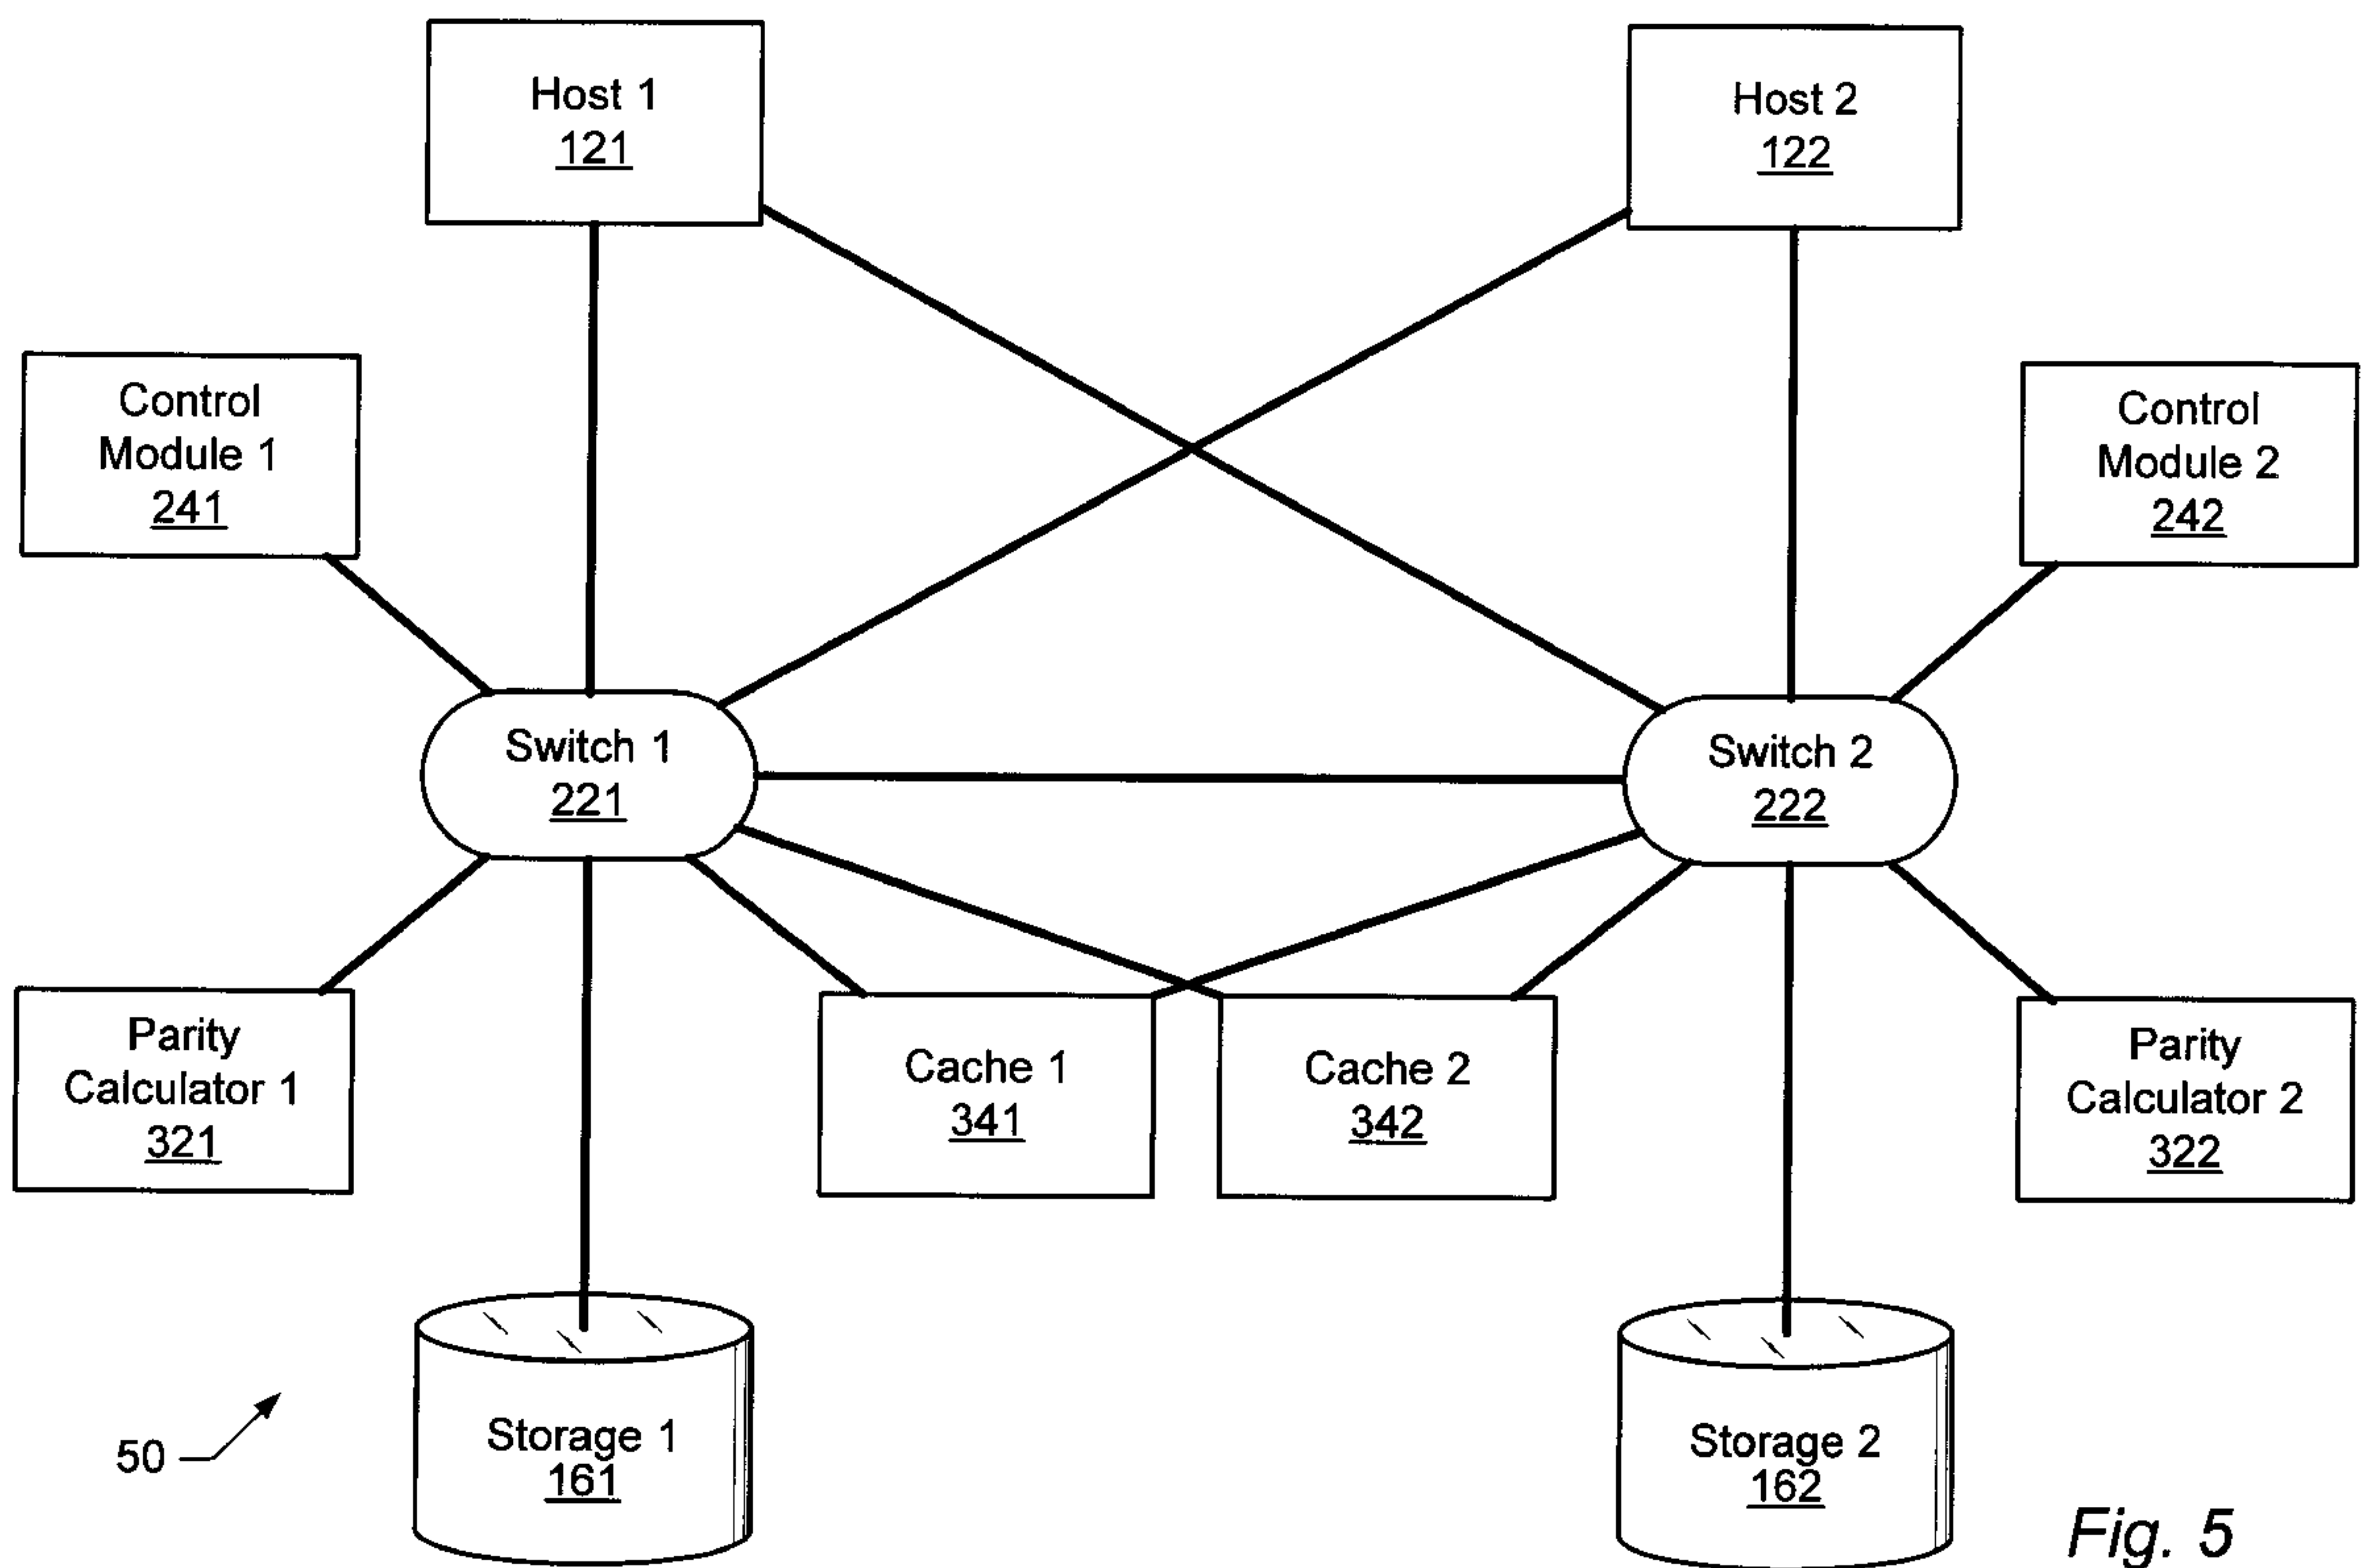 Host 1
121
Host 2
122
Control
Module 1
241
Control
Module 2
242
Switch 1
221
Switch 2
222
Parity
Calculator 1
321
Cache 1
341
Cache 2
342
Parity
Calculator 2
322
Storage 1
161
Storage 2
162
50
Fig. 5